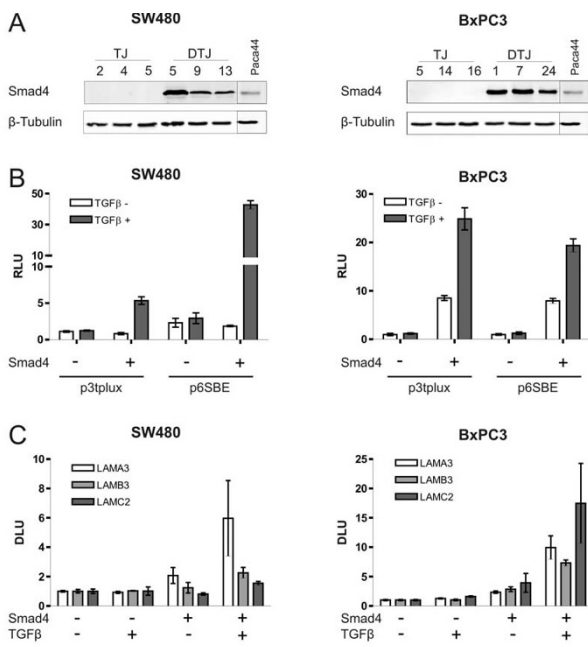 A
SW480
BxPC3
TJ DTJ Paca44
2 4 5 5 9 13
TJ DTJ Paca44
5 14 16 1 7 24
Smad4
β-Tubulin
Smad4
β-Tubulin
B
SW480
BxPC3
TGFβ -
TGFβ +
RLU
50
40
30
20
10
10
5
0
Smad4 - + - +
p3tplux p6SBE
TGFβ -
TGFβ +
RLU
30
20
10
0
- + - +
p3tplux p6SBE
C
SW480
BxPC3
LAMA3
LAMB3
LAMC2
DLU
10
8
6
4
2
0
Smad4 - - + +
TGFβ - + - +
LAMA3
LAMB3
LAMC2
DLU
25
20
15
10
5
0
Smad4 - - + +
TGFβ - + - +